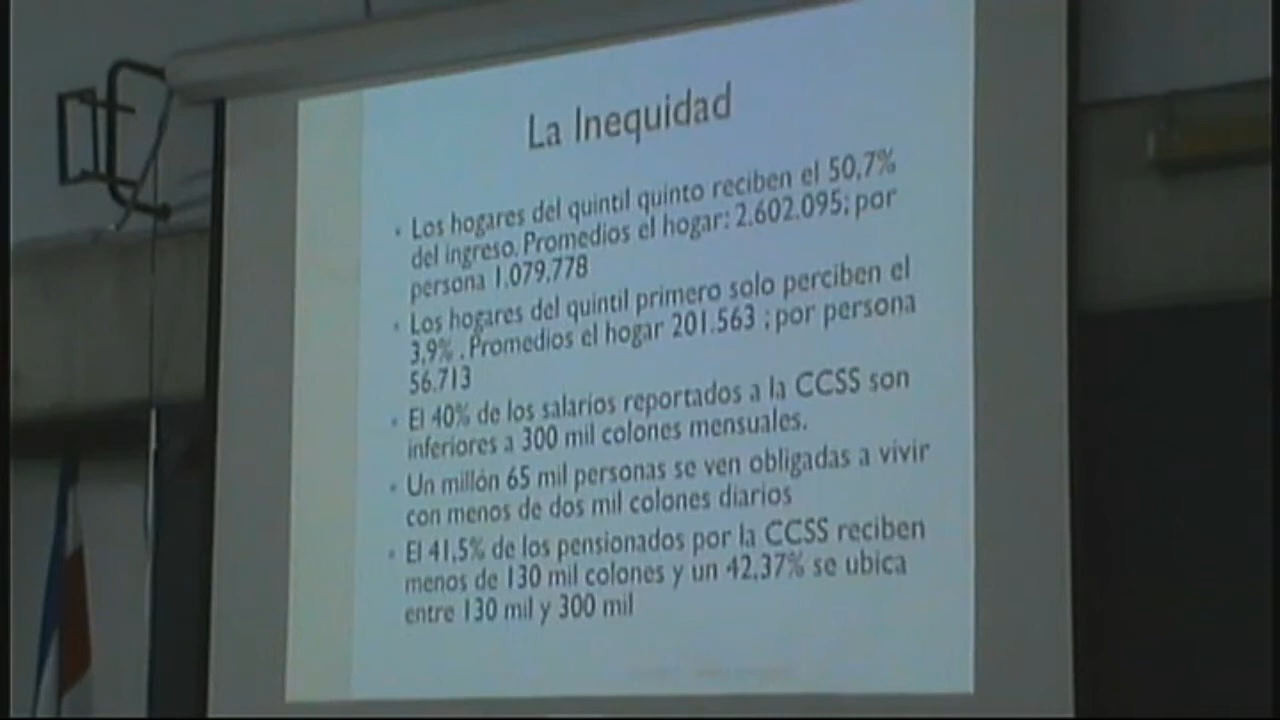 La Inequidad
• Los hogares del quintil quinto reciben el 50,7%
del ingreso. Promedios el hogar: 2.602.095; por
persona 1.079.778
• Los hogares del quintil primero solo perciben el
3,9% . Promedios el hogar 201.563 ; por persona
56.713
• El 40% de los salarios reportados a la CCSS son
inferiores a 300 mil colones mensuales.
• Un millón 65 mil personas se ven obligadas a vivir
con menos de dos mil colones diarios
• El 41,5% de los pensionados por la CCSS reciben
menos de 130 mil colones y un 42,37% se ubica
entre 130 mil y 300 mil